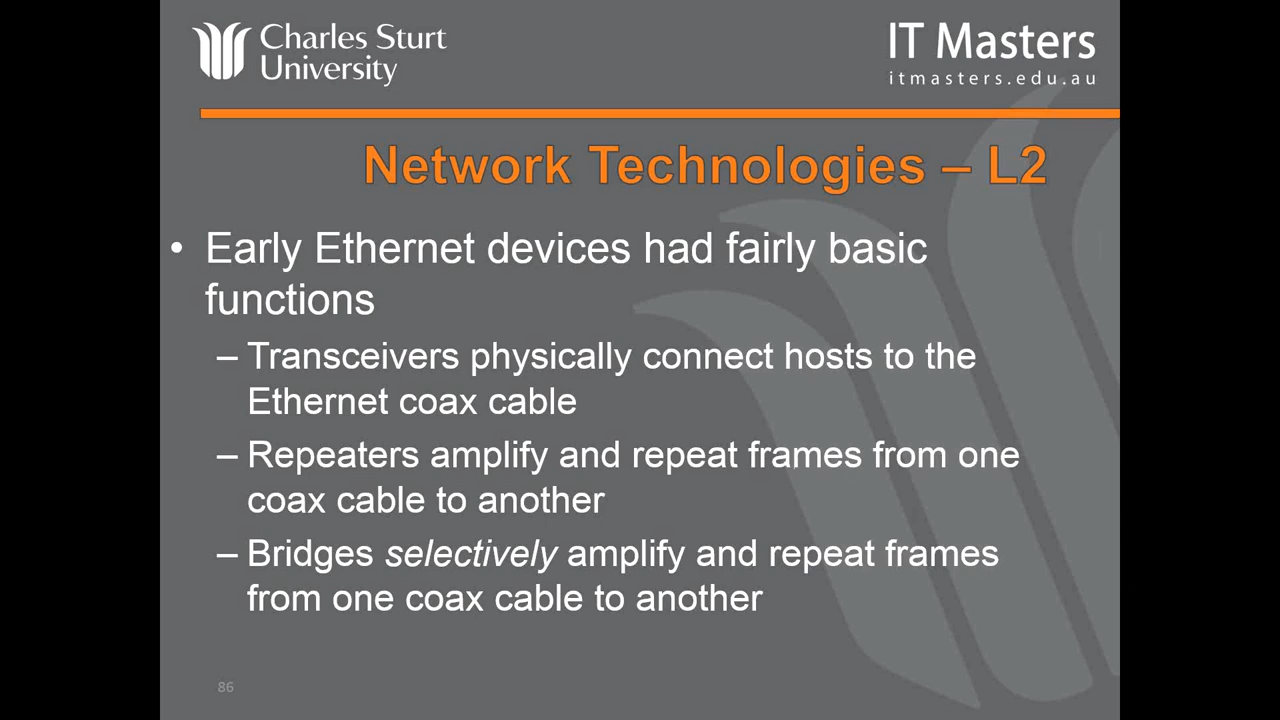 Charles Sturt
University
IT Masters
itmasters.edu.au
Network Technologies – L2
• Early Ethernet devices had fairly basic
functions
– Transceivers physically connect hosts to the
Ethernet coax cable
– Repeaters amplify and repeat frames from one
coax cable to another
– Bridges selectively amplify and repeat frames
from one coax cable to another
86